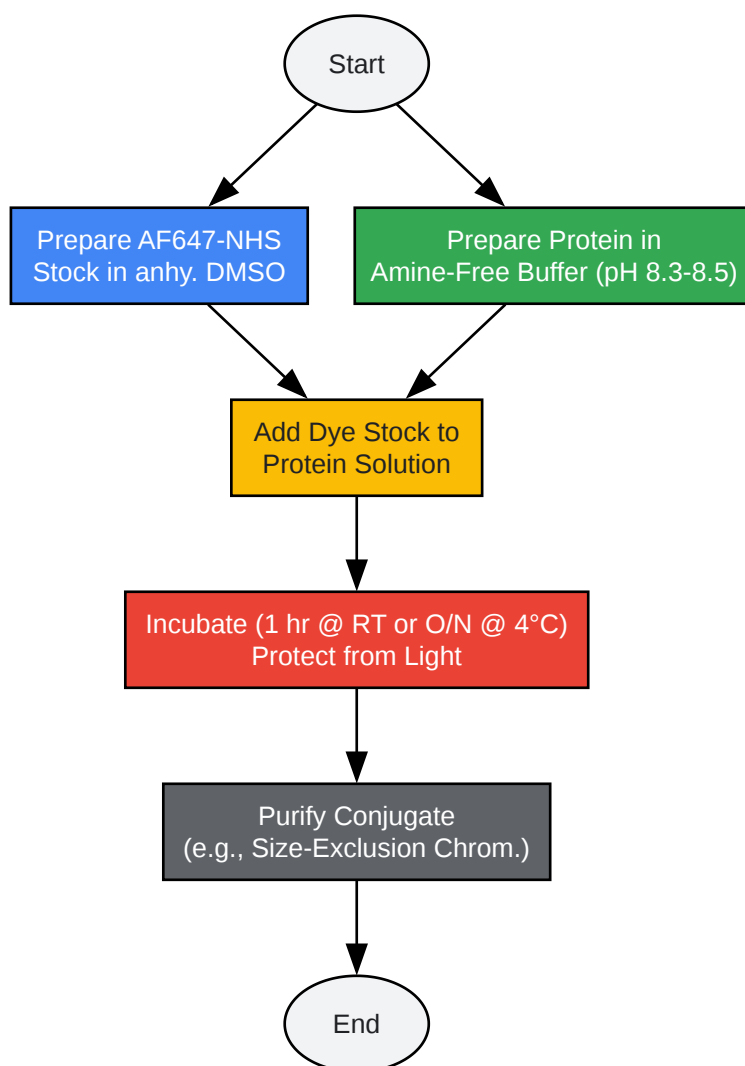 Start
Prepare AF647-NHS
Stock in anhy. DMSO
Prepare Protein in
Amine-Free Buffer (pH 8.3-8.5)
Add Dye Stock to
Protein Solution
Incubate (1 hr @ RT or O/N @ 4°C)
Protect from Light
Purify Conjugate
(e.g., Size-Exclusion Chrom.)
End